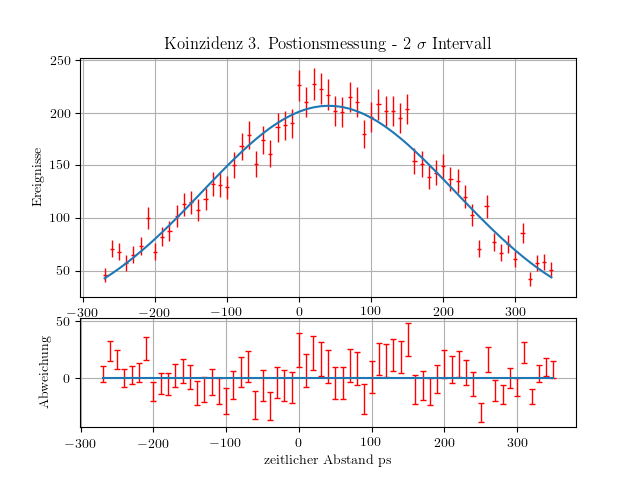 Koinzidenz 3. Postionsmessung - 2 σ Intervall
250
200
150
100
50
Ereignisse
−300 −200 −100 0 100 200 300
50
0
Abweichung
−300 −200 −100 0 100 200 300
zeitlicher Abstand ps